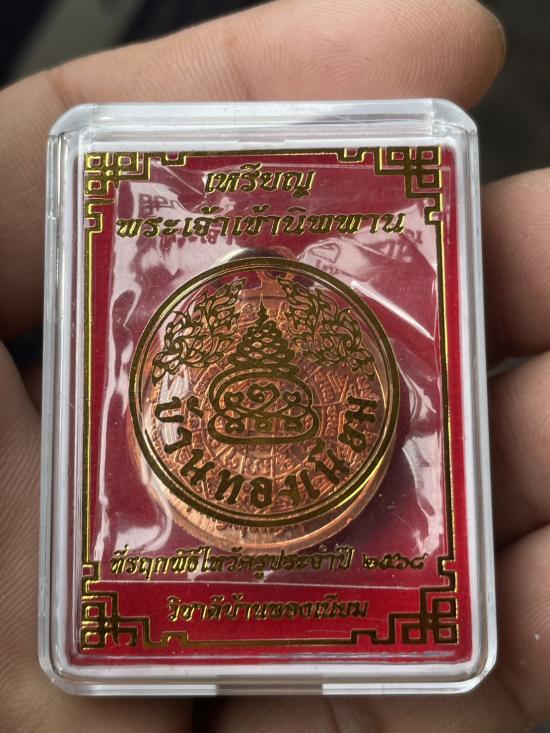 เหรียญ
พระเจ้าเข้านิพพาน
บ้านทองเนียม
ที่รฤกพิธีไหว้ครูประจำปี ๒๕๖๘
วิชาดีบ้านทองเนียม